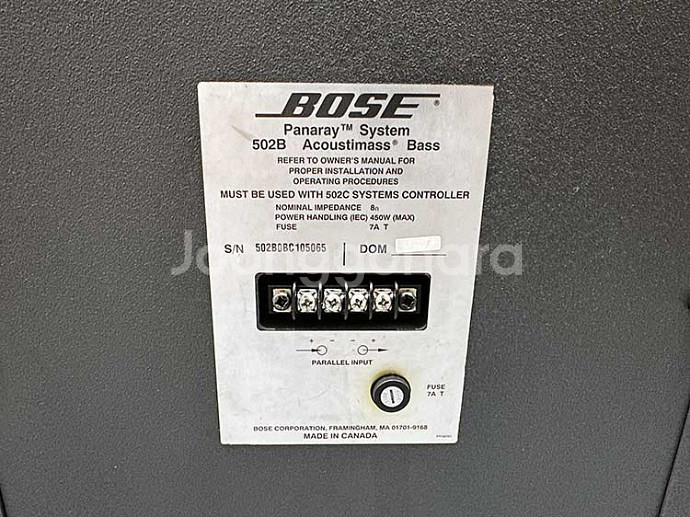 BOSE®
Panaray™ System
502B Acoustimass® Bass
REFER TO OWNER'S MANUAL FOR
PROPER INSTALLATION AND
OPERATING PROCEDURES
MUST BE USED WITH 502C SYSTEMS CONTROLLER
NOMINAL IMPEDANCE 8Ω
POWER HANDLING (IEC) 450W (MAX)
FUSE 7A T
S/N 502B0BC105065 DOM
Joonggonara
+ - - +
PARALLEL INPUT
FUSE
7A T
BOSE CORPORATION, FRAMINGHAM, MA 01701-9168
MADE IN CANADA